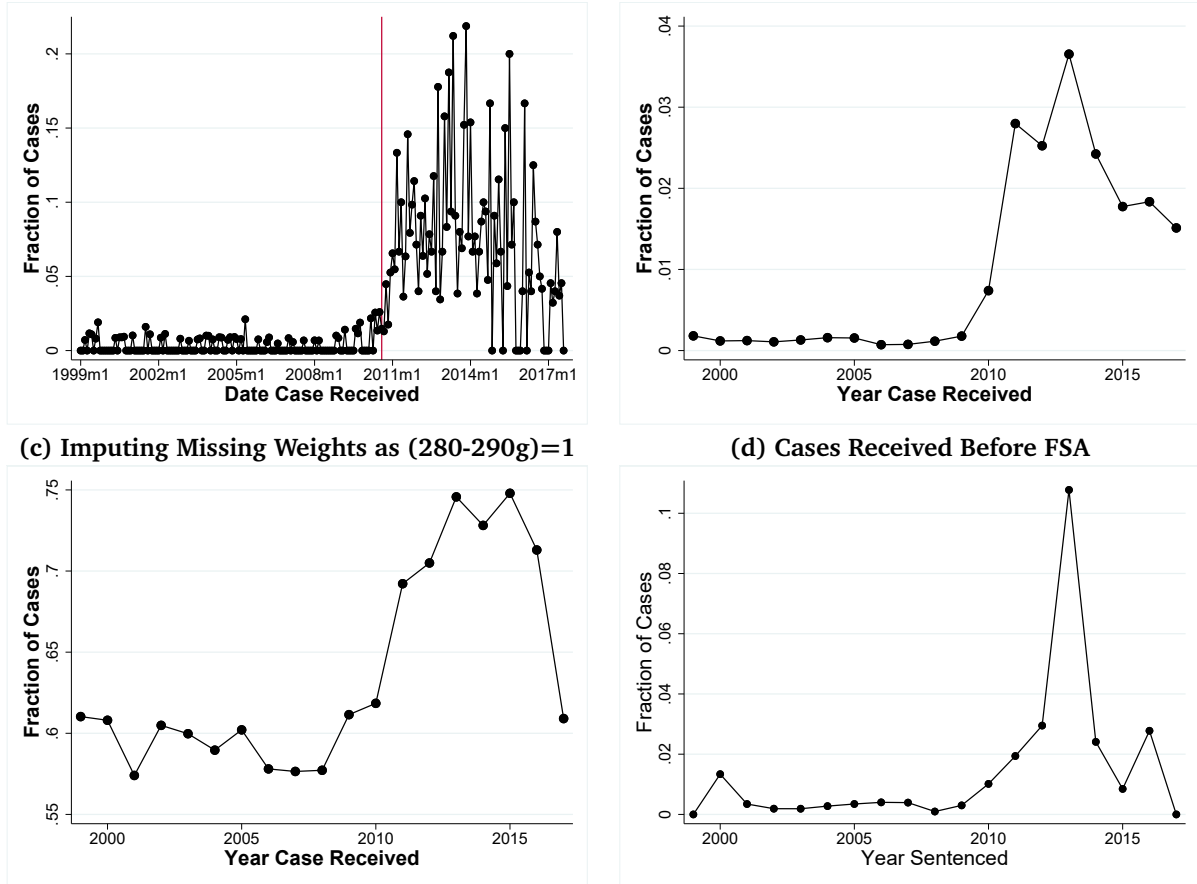 Fraction of Cases
.2
.15
.1
.05
0
1999m1 2002m1 2005m1 2008m1 2011m1 2014m1 2017m1
Date Case Received
Fraction of Cases
.04
.03
.02
.01
0
2000 2005 2010 2015
Year Case Received
(c) Imputing Missing Weights as (280-290g)=1
(d) Cases Received Before FSA
Fraction of Cases
.75
.7
.65
.6
.55
2000 2005 2010 2015
Year Case Received
Fraction of Cases
.1
.08
.06
.04
.02
0
2000 2005 2010 2015
Year Sentenced